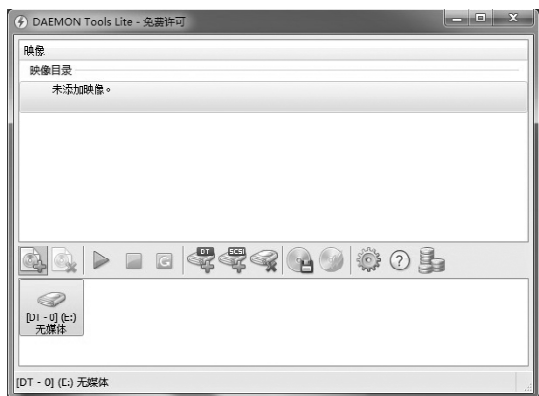 DAEMON Tools Lite - 免费许可
映像
映像目录
未添加映像。
DT
SCSI
[DT - 0] (E:)
无媒体
[DT - 0] (E:) 无媒体